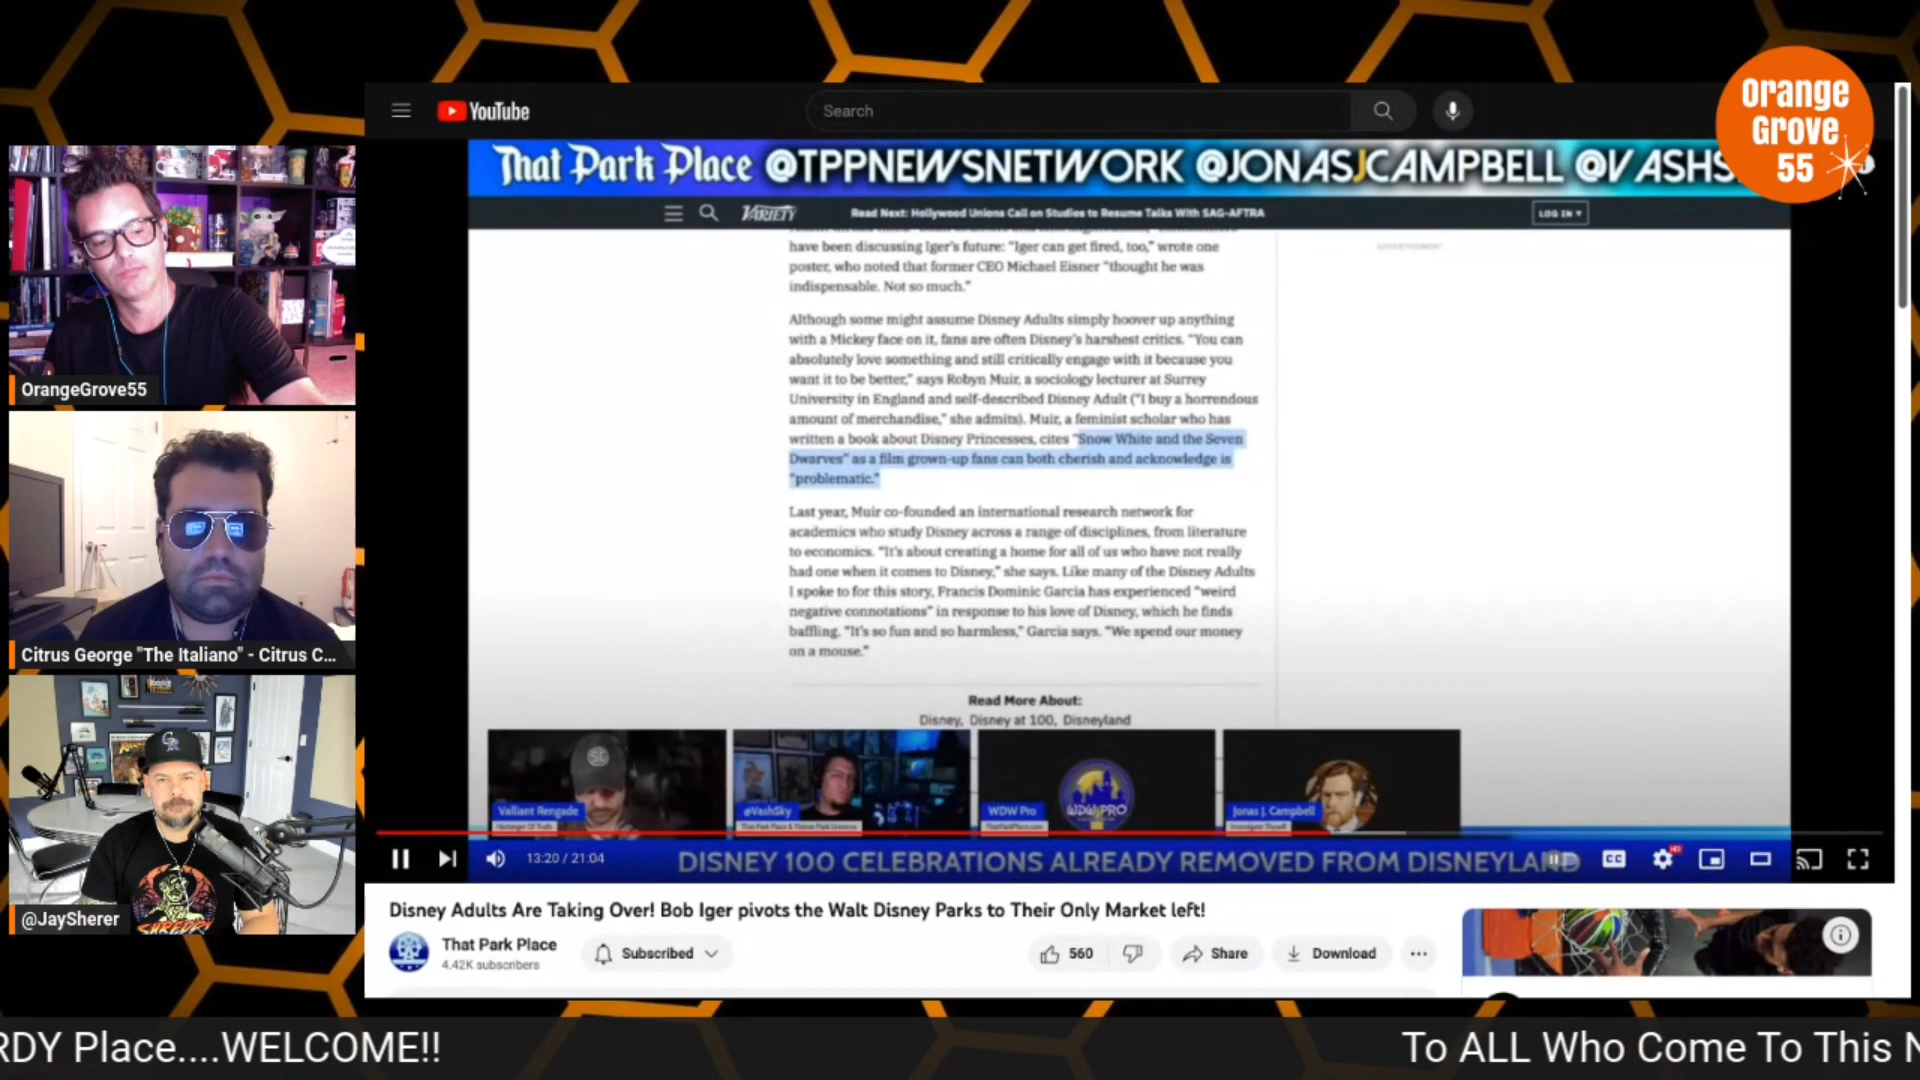 YouTube
Search
Orange
Grove
55
That Park Place @TPPNEWSNETWORK @JONASJCAMPBELL @VASHS
VARIETY
Read Next: Hollywood Unions Call on Studios to Resume Talks With SAG-AFTRA
LOG IN
ADVERTISEMENT
have been discussing Iger's future: "Iger can get fired, too," wrote one
poster, who noted that former CEO Michael Eisner "thought he was
indispensable. Not so much."
Although some might assume Disney Adults simply hoover up anything
with a Mickey face on it, fans are often Disney's harshest critics. "You can
absolutely love something and still critically engage with it because you
want it to be better," says Robyn Muir, a sociology lecturer at Surrey
University in England and self-described Disney Adult ("I buy a horrendous
amount of merchandise," she admits). Muir, a feminist scholar who has
written a book about Disney Princesses, cites "Snow White and the Seven
Dwarves" as a film grown-up fans can both cherish and acknowledge is
"problematic."
Last year, Muir co-founded an international research network for
academics who study Disney across a range of disciplines, from literature
to economics. "It's about creating a home for all of us who have not really
had one when it comes to Disney," she says. Like many of the Disney Adults
I spoke to for this story, Francis Dominic Garcia has experienced "weird
negative connotations" in response to his love of Disney, which he finds
baffling. "It's so fun and so harmless," Garcia says. "We spend our money
on a mouse."
Read More About:
Disney, Disney at 100, Disneyland
Valliant Rengade
@VashSky
WDW Pro
WDW PRO
Jonas J. Campbell
13:20 / 21:04
DISNEY 100 CELEBRATIONS ALREADY REMOVED FROM DISNEYLAND
CC
HD
Disney Adults Are Taking Over! Bob Iger pivots the Walt Disney Parks to Their Only Market left!
That Park Place
4.42K subscribers
Subscribed
560
Share
Download
OrangeGrove55
Citrus George "The Italiano" - Citrus C...
@JaySherer
SHREDDY
RDY Place....WELCOME!!
To ALL Who Come To This N